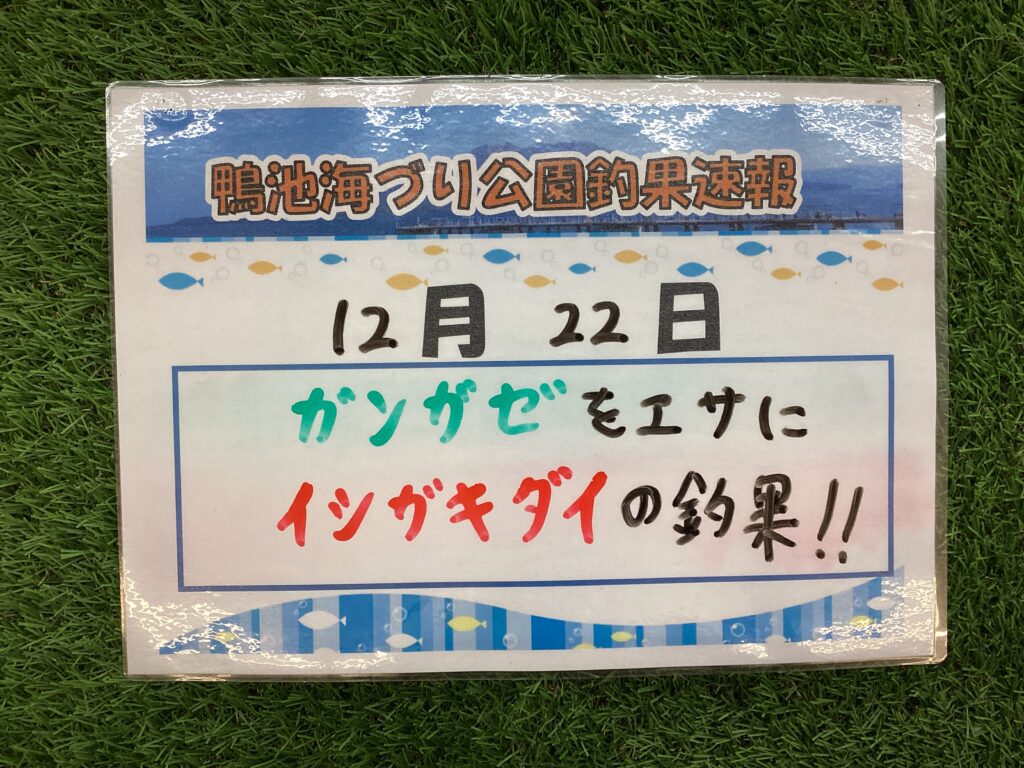 鴨池海づり公園釣果速報
12月 22日
ガンガゼをエサに
イシガキダイの釣果!!